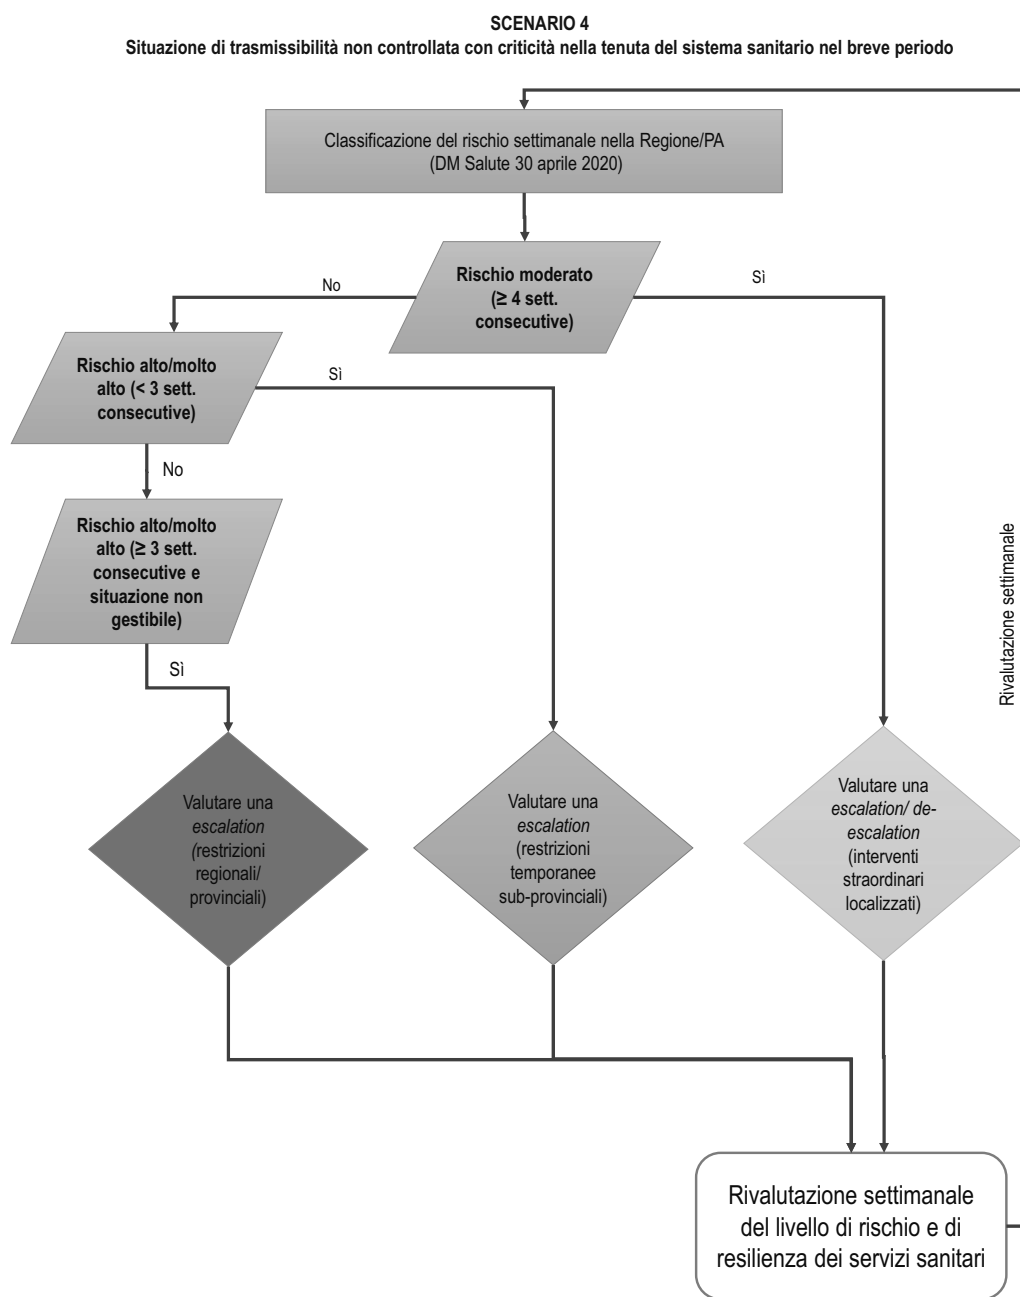 SCENARIO 4
Situazione di trasmissibilità non controllata con criticità nella tenuta del sistema sanitario nel breve periodo
Classificazione del rischio settimanale nella Regione/PA
(DM Salute 30 aprile 2020)
Rischio moderato
(≥ 4 sett.
consecutive)
No
Sì
Rischio alto/molto
alto (< 3 sett.
consecutive)
Sì
No
Rischio alto/molto
alto (≥ 3 sett.
consecutive e
situazione non
gestibile)
Sì
Rivalutazione settimanale
Valutare una
escalation
(restrizioni
regionali/
provinciali)
Valutare una
escalation
(restrizioni
temporanee
sub-provinciali)
Valutare una
escalation/ de-
escalation
(interventi
straordinari
localizzati)
Rivalutazione settimanale
del livello di rischio e di
resilienza dei servizi sanitari